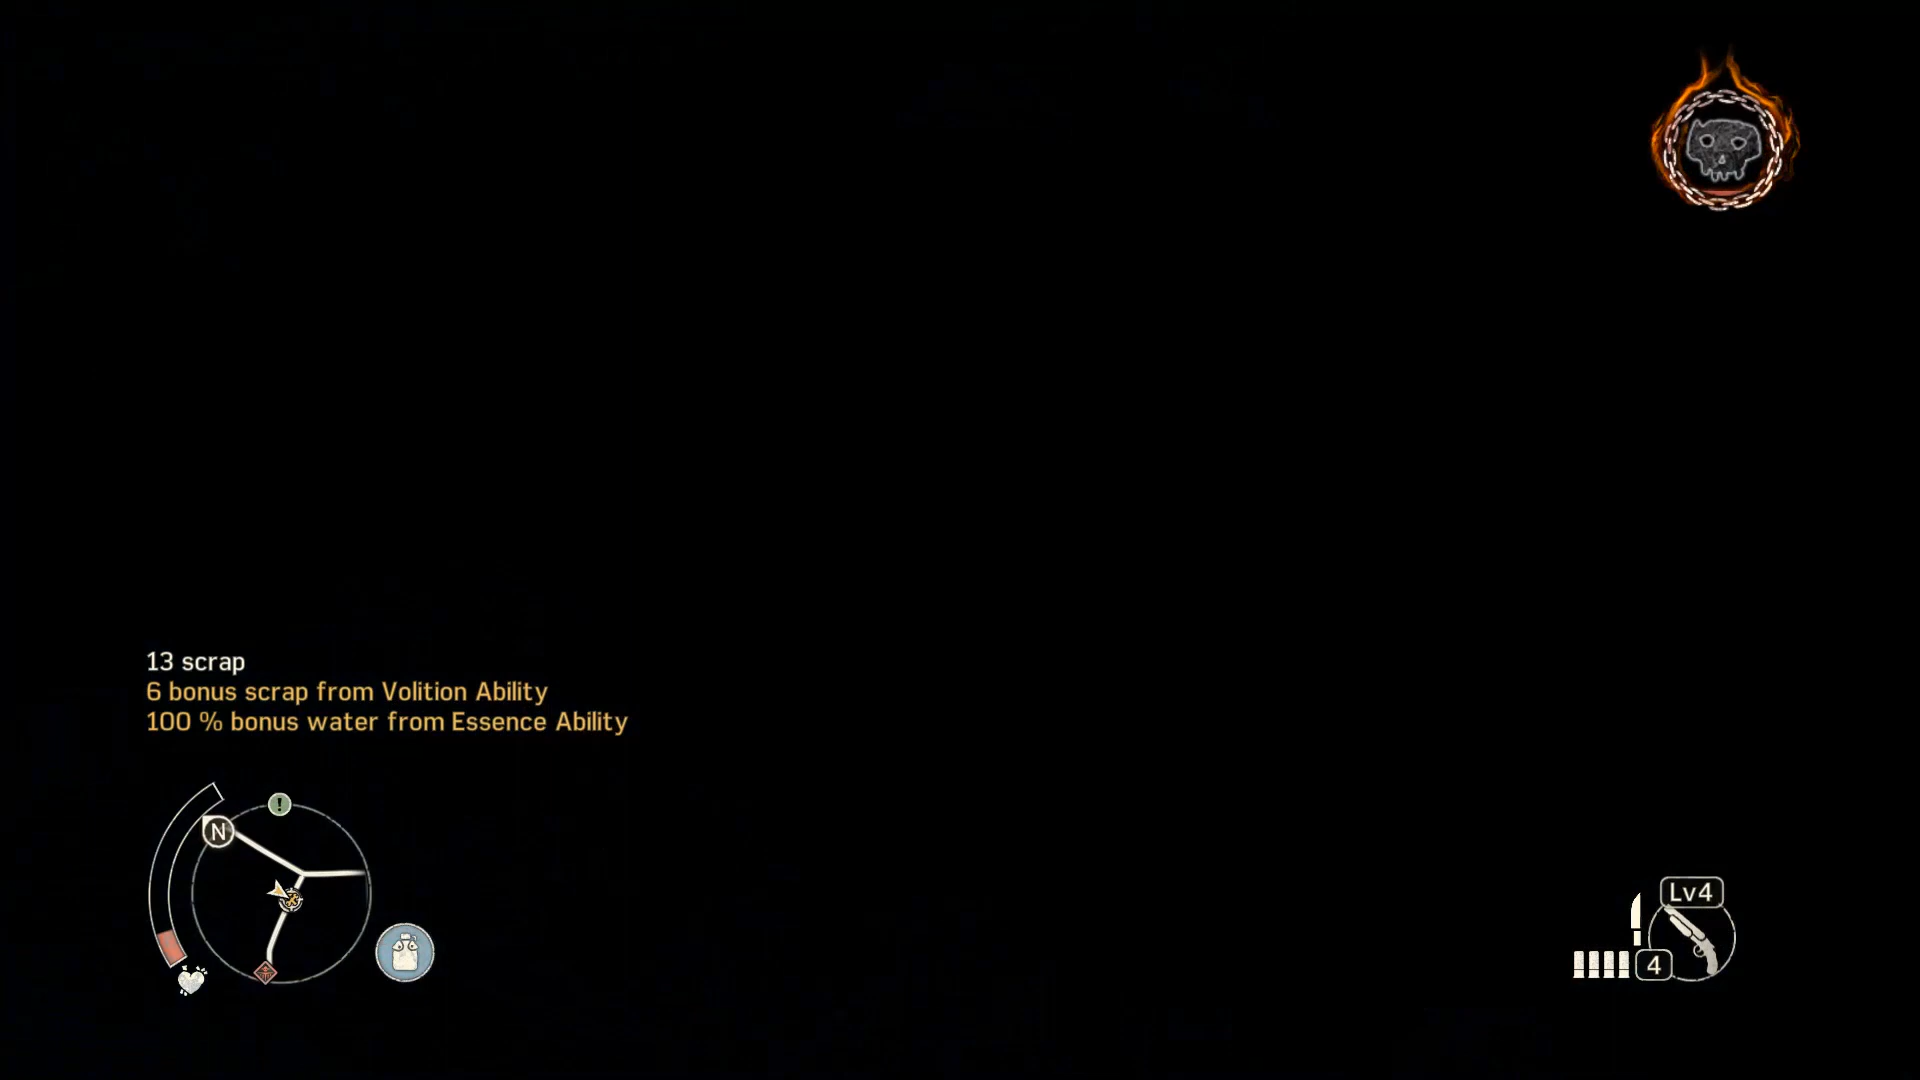 13 scrap
6 bonus scrap from Volition Ability
100 % bonus water from Essence Ability
N
!
Lv4
4